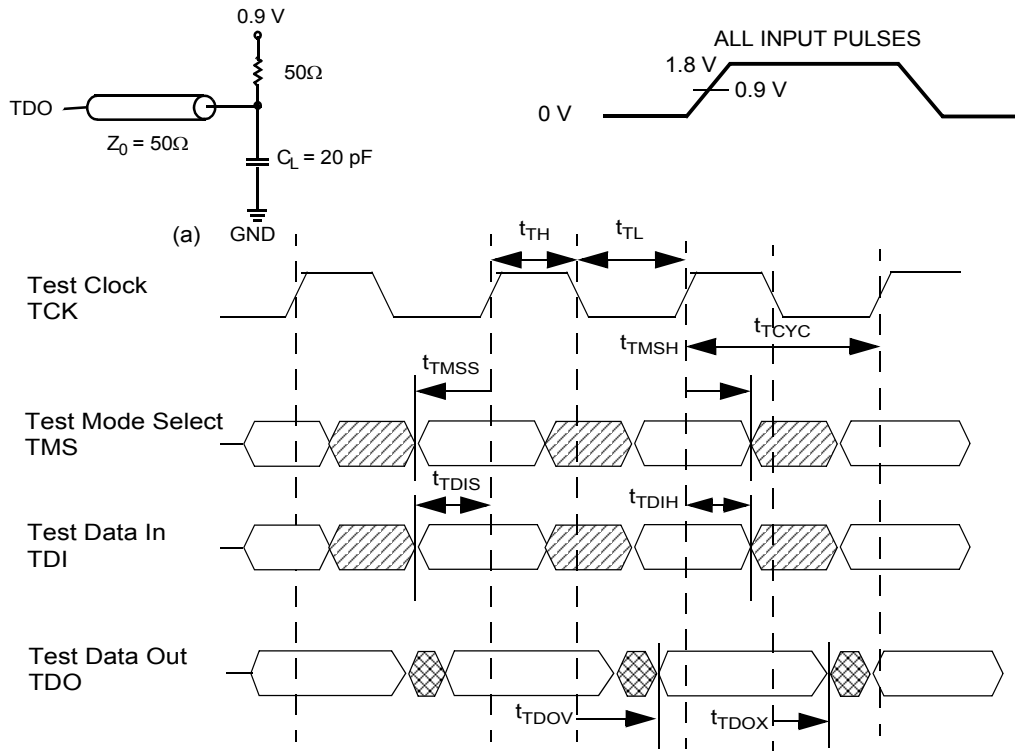 0.9 V
50Ω
TDO
Z0 = 50Ω
CL = 20 pF
(a)
GND
ALL INPUT PULSES
1.8 V
0.9 V
0 V
tTH
tTL
Test Clock
TCK
tTMSH
tTCYC
tTMSS
Test Mode Select
TMS
tTDIS
tTDIH
Test Data In
TDI
Test Data Out
TDO
tTDOV
tTDOX